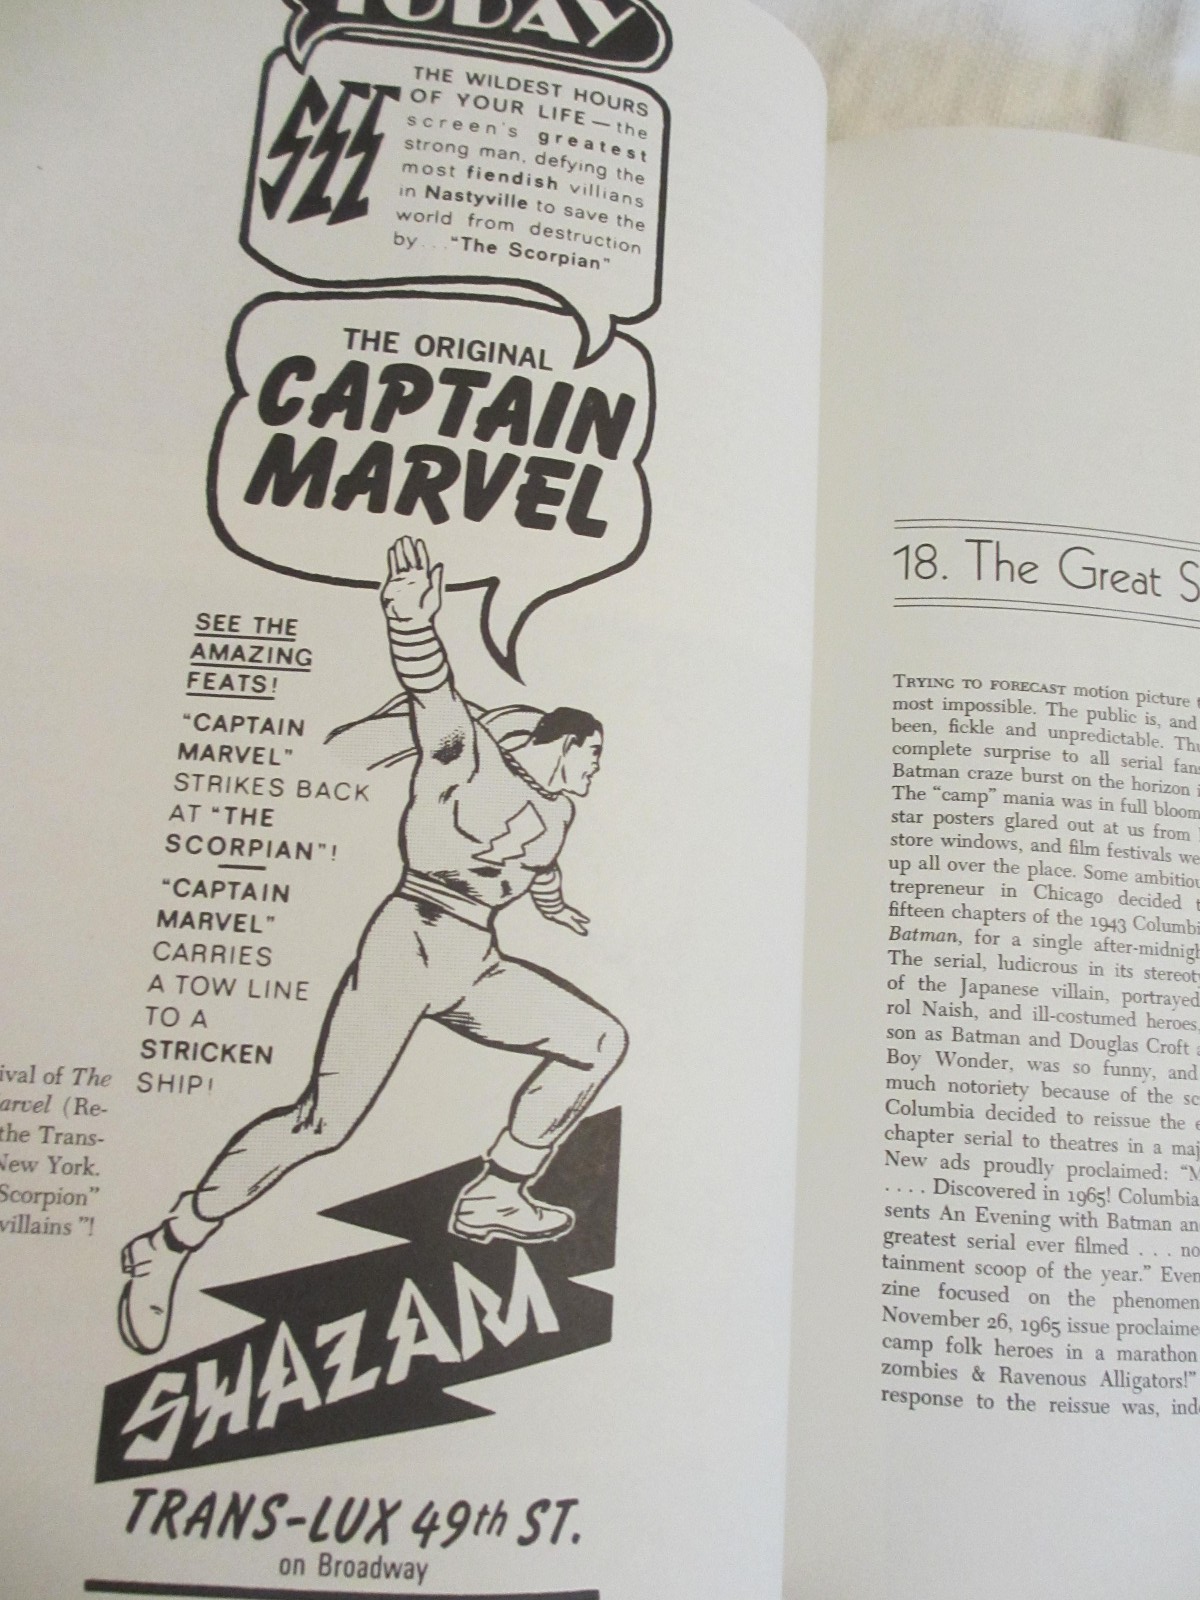 TODAY
SEE
THE WILDEST HOURS
OF YOUR LIFE — the
screen's greatest
strong man, defying the
most fiendish villians
in Nastyville to save the
world from destruction
by... "The Scorpian"
THE ORIGINAL
CAPTAIN
MARVEL
SEE THE
AMAZING
FEATS!
"CAPTAIN
MARVEL"
STRIKES BACK
AT "THE
SCORPIAN"!
"CAPTAIN
MARVEL"
CARRIES
A TOW LINE
TO A
STRICKEN
SHIP!
SHAZAM
TRANS-LUX 49th ST.
on Broadway
ival of The
arvel (Re-
the Trans-
New York.
Scorpion"
villains"!
18. The Great S
TRYING TO FORECAST motion picture t
most impossible. The public is, and
been, fickle and unpredictable. Thu
complete surprise to all serial fans
Batman craze burst on the horizon i
The "camp" mania was in full bloom
star posters glared out at us from
store windows, and film festivals we
up all over the place. Some ambitiou
trepreneur in Chicago decided t
fifteen chapters of the 1943 Columbi
Batman, for a single after-midnigh
The serial, ludicrous in its stereoty
of the Japanese villain, portrayed
rol Naish, and ill-costumed heroes,
son as Batman and Douglas Croft a
Boy Wonder, was so funny, and
much notoriety because of the sc
Columbia decided to reissue the e
chapter serial to theatres in a maj
New ads proudly proclaimed: "M
.... Discovered in 1965! Columbia
sents An Evening with Batman an
greatest serial ever filmed ... no
tainment scoop of the year." Even
zine focused on the phenomen
November 26, 1965 issue proclaime
camp folk heroes in a marathon
zombies & Ravenous Alligators!"
response to the reissue was, inde